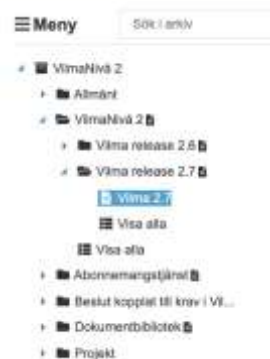 Meny
Sök i arkiv
VilmaNivå 2
Allmänt
VilmaNivå 2
Vilma release 2.6
Vilma release 2.7
Vilma 2.7
Visa alla
Visa alla
Abonnemangstjänst
Beslut kopplat till krav i Vil...
Dokumentbibliotek
Projekt